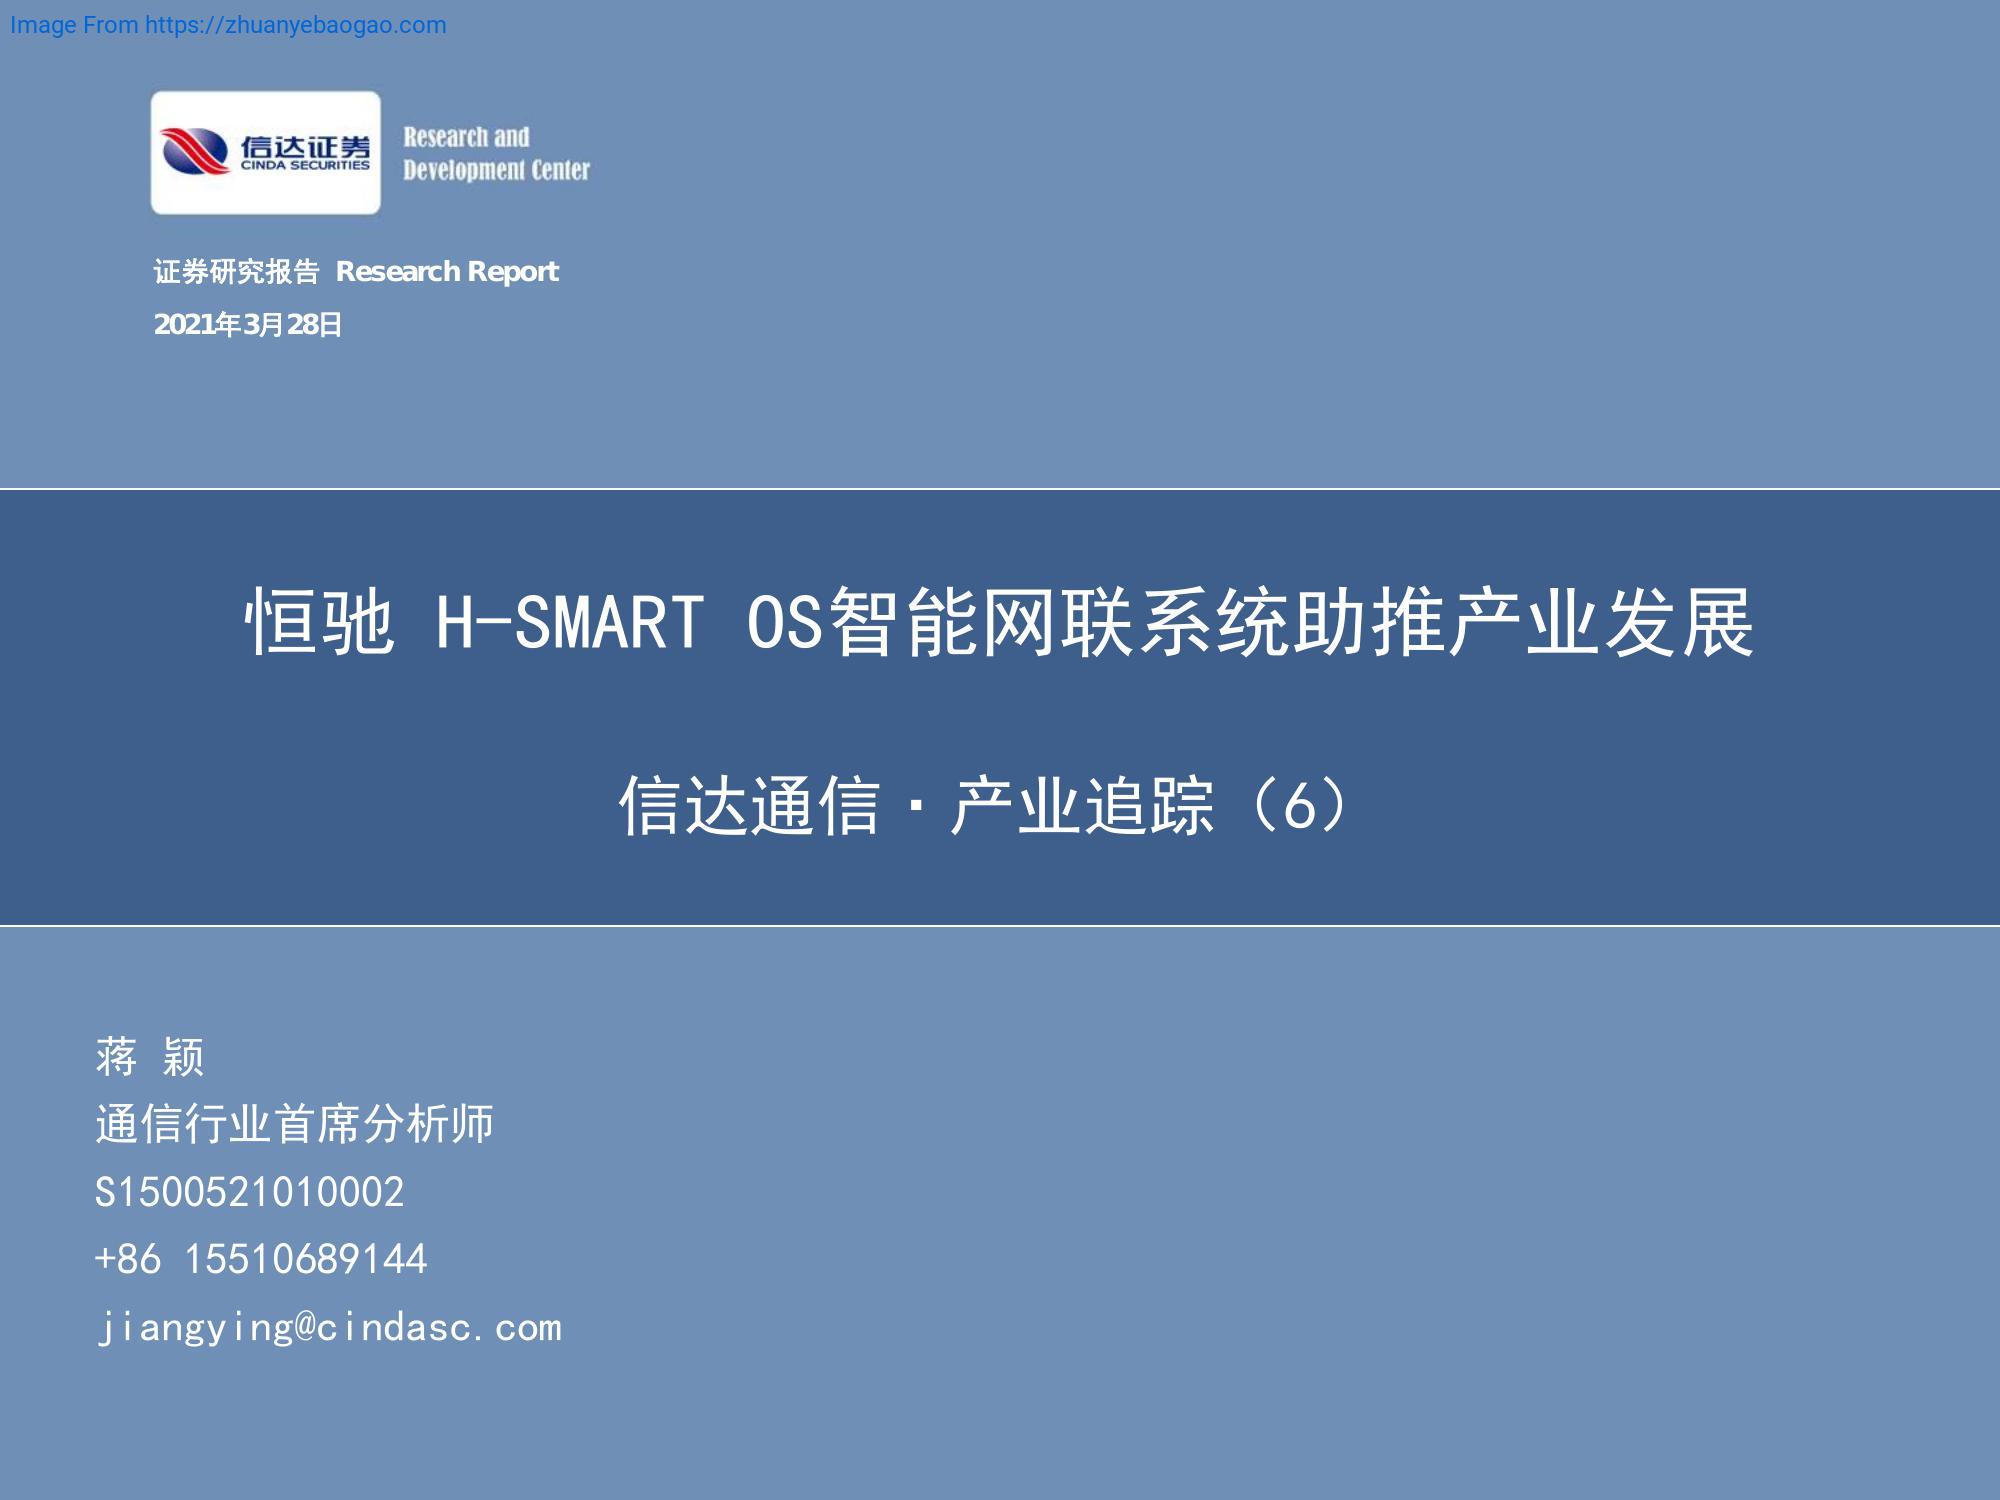 Image From https://zhuanyebaogao.com
信达证券
CINDA SECURITIES
Research and
Development Center
证券研究报告 Research Report
2021年3月28日
恒驰 H-SMART OS智能网联系统助推产业发展
信达通信·产业追踪（6）
蒋 颖
通信行业首席分析师
S1500521010002
+86 15510689144
jiangying@cindasc.com